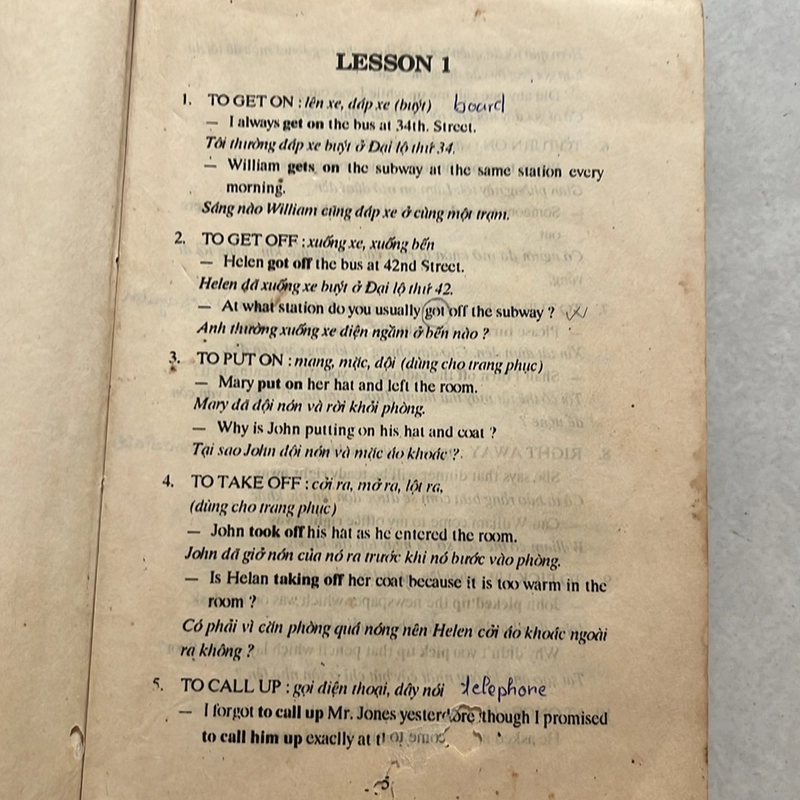 LESSON 1
1. TO GET ON : lên xe, đáp xe (buýt) board
— I always get on the bus at 34th. Street.
Tôi thường đáp xe buýt ở Đại lộ thứ 34.
— William gets on the subway at the same station every
morning.
Sáng nào William cũng đáp xe ở cùng một trạm.
2. TO GET OFF : xuống xe, xuống bến
— Helen got off the bus at 42nd Street.
Helen đã xuống xe buýt ở Đại lộ thứ 42.
— At what station do you usually got off the subway ?
Anh thường xuống xe điện ngầm ở bến nào ?
3. TO PUT ON : mang, mặc, đội (dùng cho trang phục)
— Mary put on her hat and left the room.
Mary đã đội nón và rời khỏi phòng.
— Why is John putting on his hat and coat ?
Tại sao John đội nón và mặc áo khoác ?
4. TO TAKE OFF : cởi ra, mở ra, lột ra,
(dùng cho trang phục)
— John took off his hat as he entered the room.
John đã giở nón của nó ra trước khi nó bước vào phòng.
— Is Helan taking off her coat because it is too warm in the
room ?
Có phải vì căn phòng quá nóng nên Helen cởi áo khoác ngoài
ra không ?
5. TO CALL UP : gọi điện thoại, dây nói telephone
— I forgot to call up Mr. Jones though I promised
to call him up exactly at
5